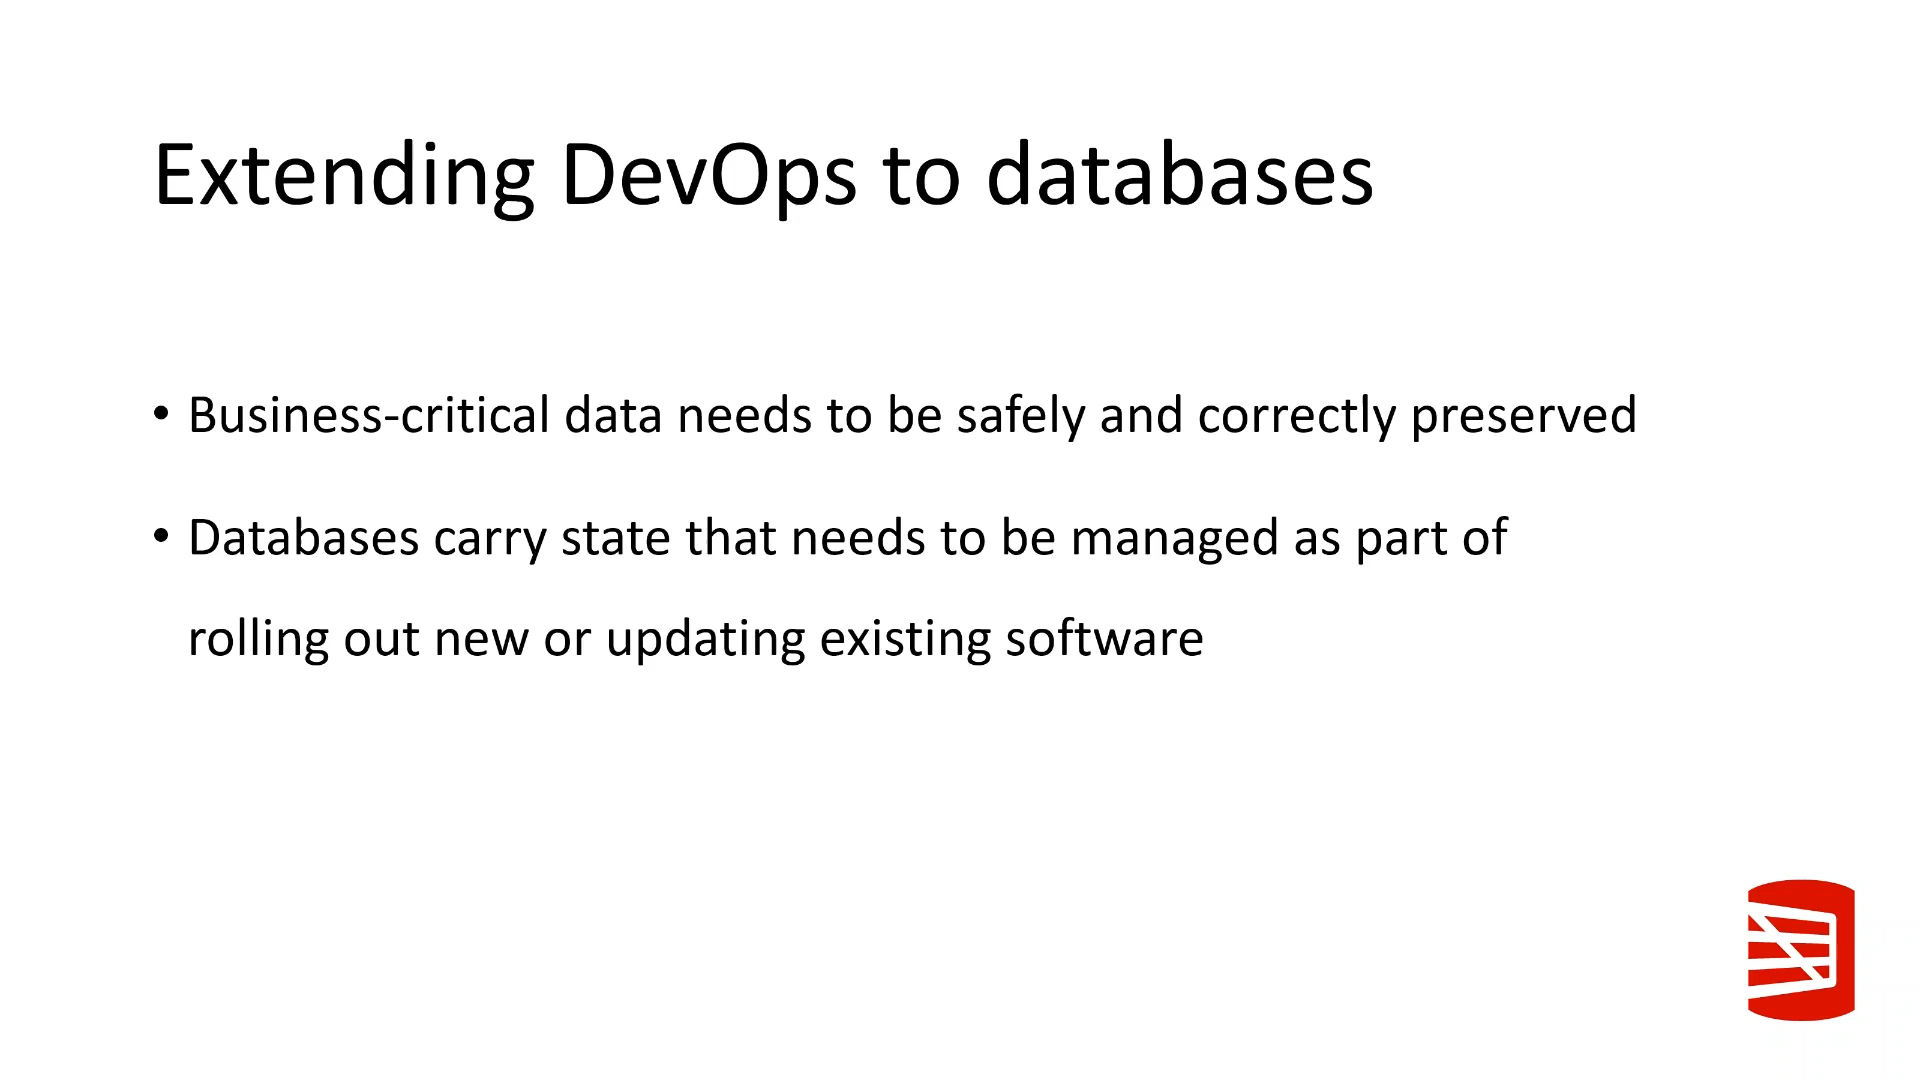 Extending DevOps to databases
• Business-critical data needs to be safely and correctly preserved
• Databases carry state that needs to be managed as part of
rolling out new or updating existing software